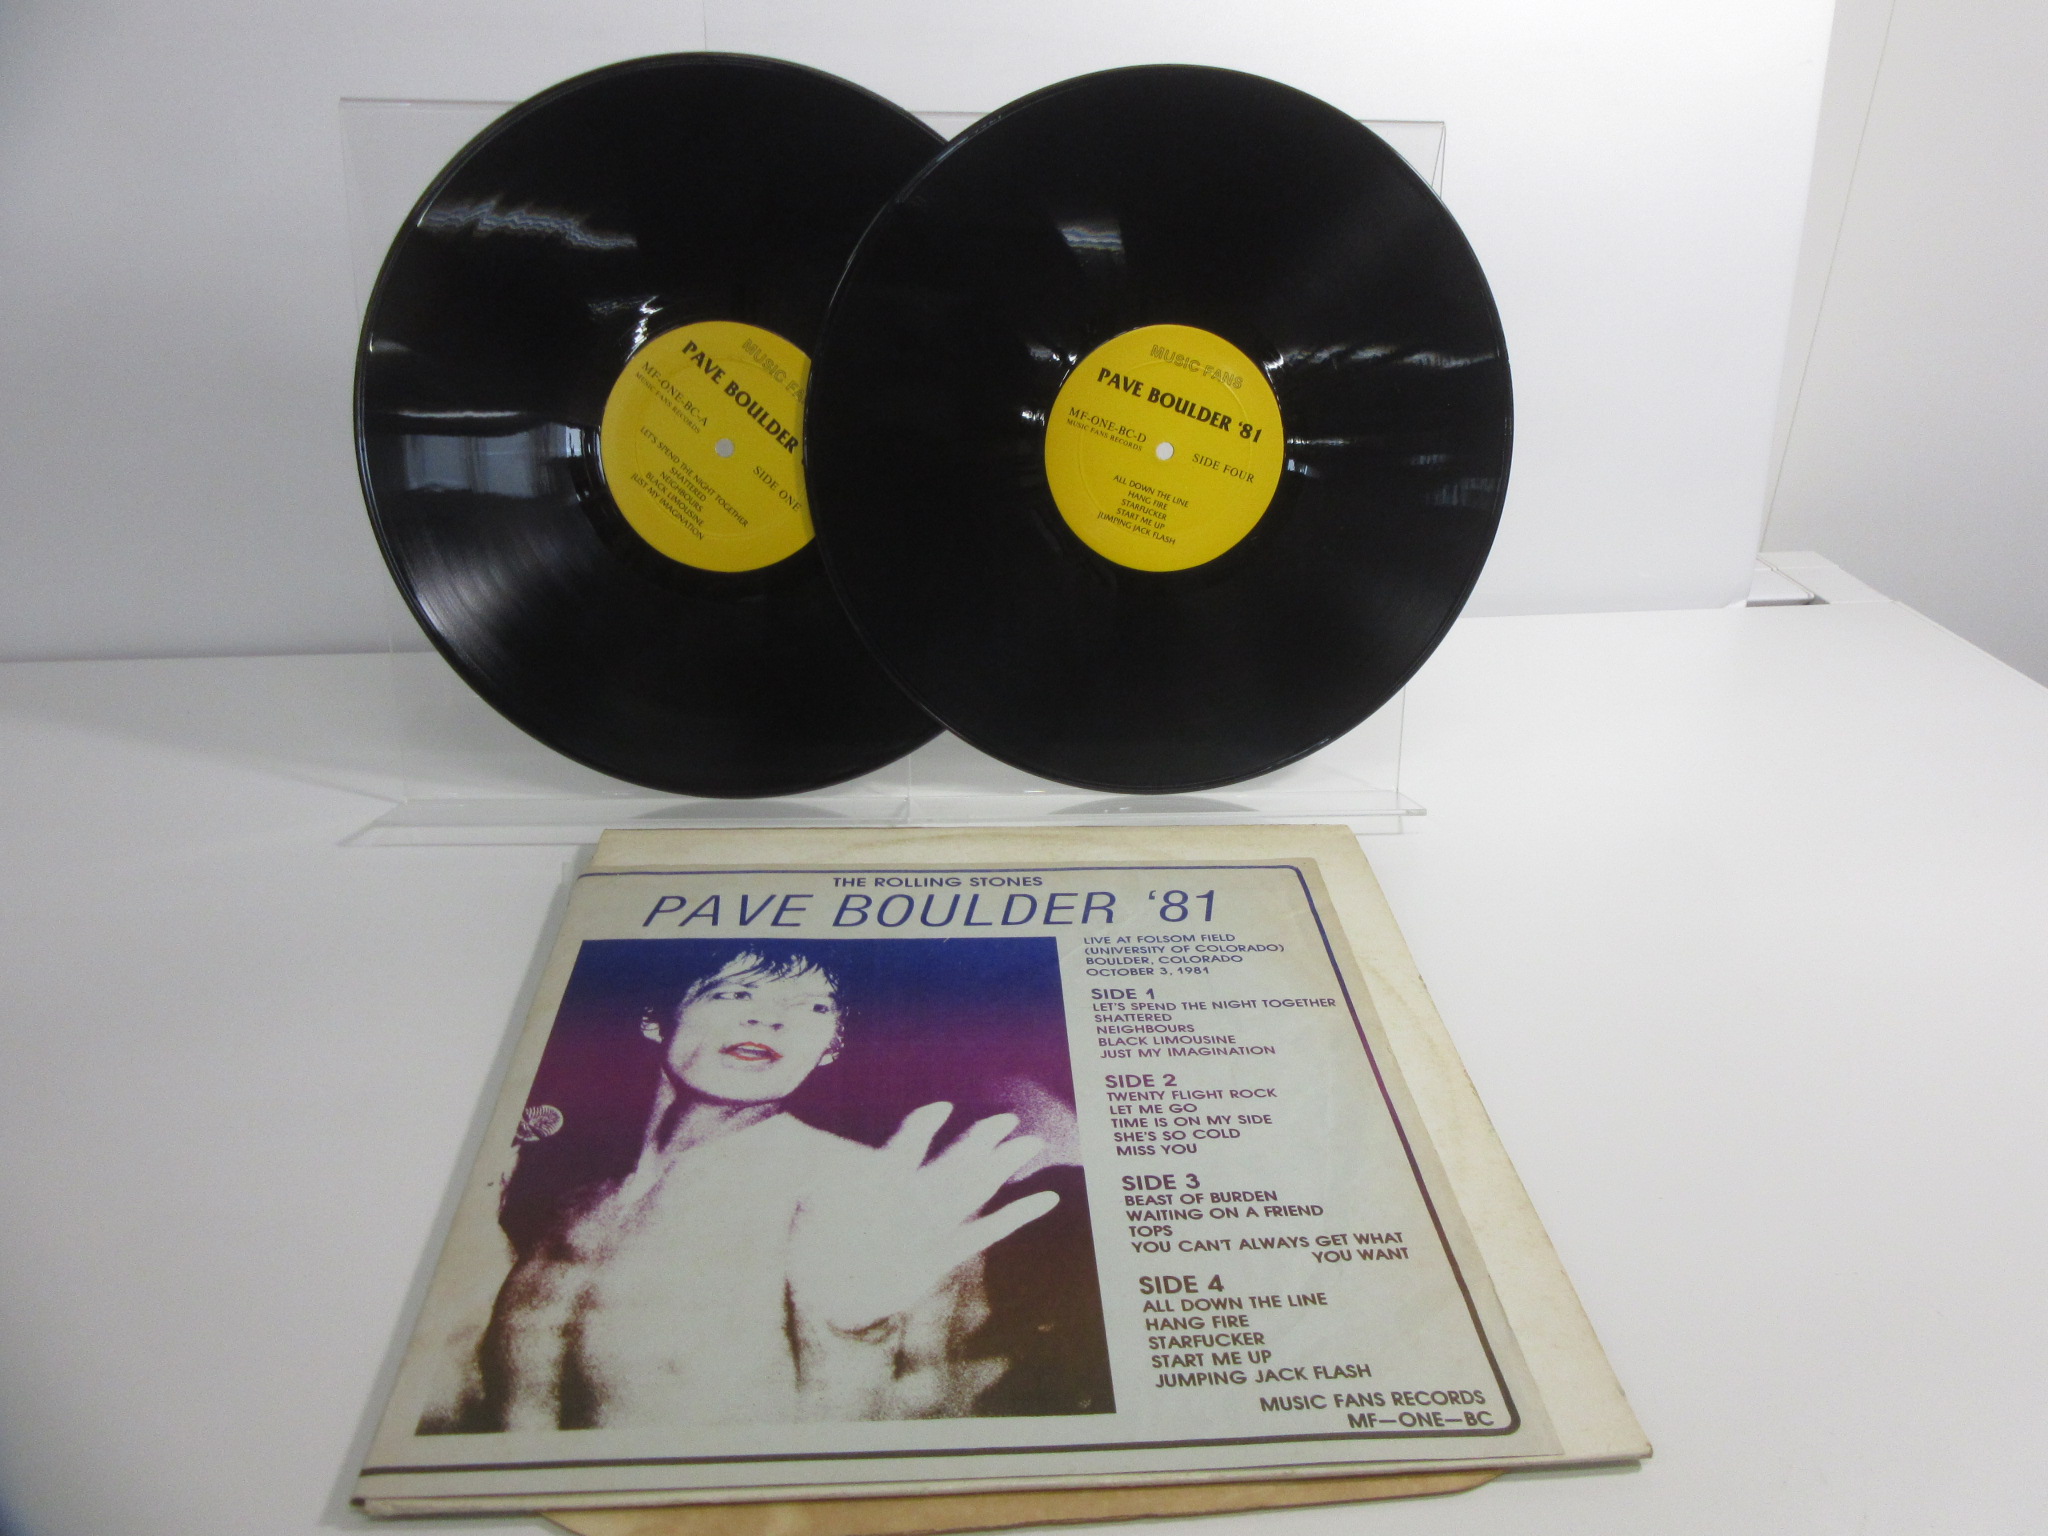 MUSIC FA
PAVE BOULDER
MF-ONE-BC-A
MUSIC FANS RECORDS
SIDE ONE
LET'S SPEND THE NIGHT TOGETHER
SHATTERED
NEIGHBOURS
BLACK LIMOUSINE
JUST MY IMAGINATION
MUSIC FANS
PAVE BOULDER '81
MF-ONE-BC-D
MUSIC FANS RECORDS
SIDE FOUR
ALL DOWN THE LINE
HANG FIRE
STARFUCKER
START ME UP
JUMPING JACK FLASH
THE ROLLING STONES
PAVE BOULDER '81
LIVE AT FOLSOM FIELD
(UNIVERSITY OF COLORADO)
BOULDER, COLORADO
OCTOBER 3, 1981
SIDE 1
LET'S SPEND THE NIGHT TOGETHER
SHATTERED
NEIGHBOURS
BLACK LIMOUSINE
JUST MY IMAGINATION
SIDE 2
TWENTY FLIGHT ROCK
LET ME GO
TIME IS ON MY SIDE
SHE'S SO COLD
MISS YOU
SIDE 3
BEAST OF BURDEN
WAITING ON A FRIEND
TOPS
YOU CAN'T ALWAYS GET WHAT
YOU WANT
SIDE 4
ALL DOWN THE LINE
HANG FIRE
STARFUCKER
START ME UP
JUMPING JACK FLASH
MUSIC FANS RECORDS
MF—ONE—BC